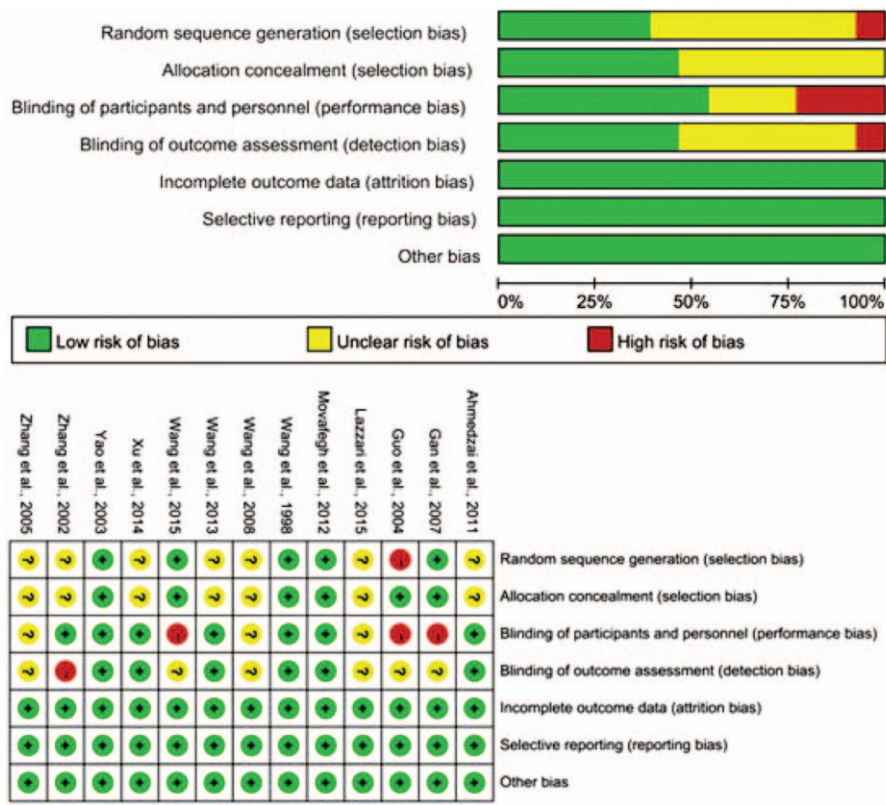 Random sequence generation (selection bias)
Allocation concealment (selection bias)
Blinding of participants and personnel (performance bias)
Blinding of outcome assessment (detection bias)
Incomplete outcome data (attrition bias)
Selective reporting (reporting bias)
Other bias
0% 25% 50% 75% 100%
Low risk of bias Unclear risk of bias High risk of bias
Zhang et al., 2005
Zhang et al., 2002
Yao et al., 2003
Xu et al., 2014
Wang et al., 2015
Wang et al., 2013
Wang et al., 2008
Wang et al., 1998
Movafegh et al., 2012
Lazzari et al., 2015
Guo et al., 2004
Gan et al., 2007
Ahmedzai et al., 2011
? ? + ? + ? ? + + ? - + ? Random sequence generation (selection bias)
? ? + ? + ? ? + + ? + + ? Allocation concealment (selection bias)
? + + + - + ? + + ? - - + Blinding of participants and personnel (performance bias)
? - + + ? + ? + + ? ? ? + Blinding of outcome assessment (detection bias)
+ + + + + + + + + + + + + Incomplete outcome data (attrition bias)
+ + + + + + + + + + + + + Selective reporting (reporting bias)
+ + + + + + + + + + + + + Other bias